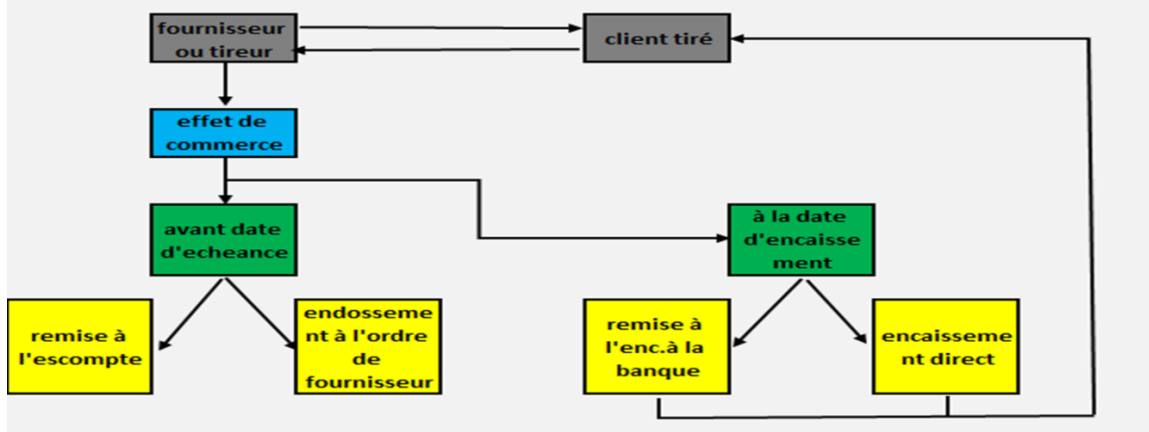 fournisseur
ou tireur
client tiré
effet de
commerce
avant date
d'echeance
à la date
d'encaisse
ment
remise à
l'escompte
endosseme
nt à l'ordre
de
fournisseur
remise à
l'enc.à la
banque
encaisseme
nt direct